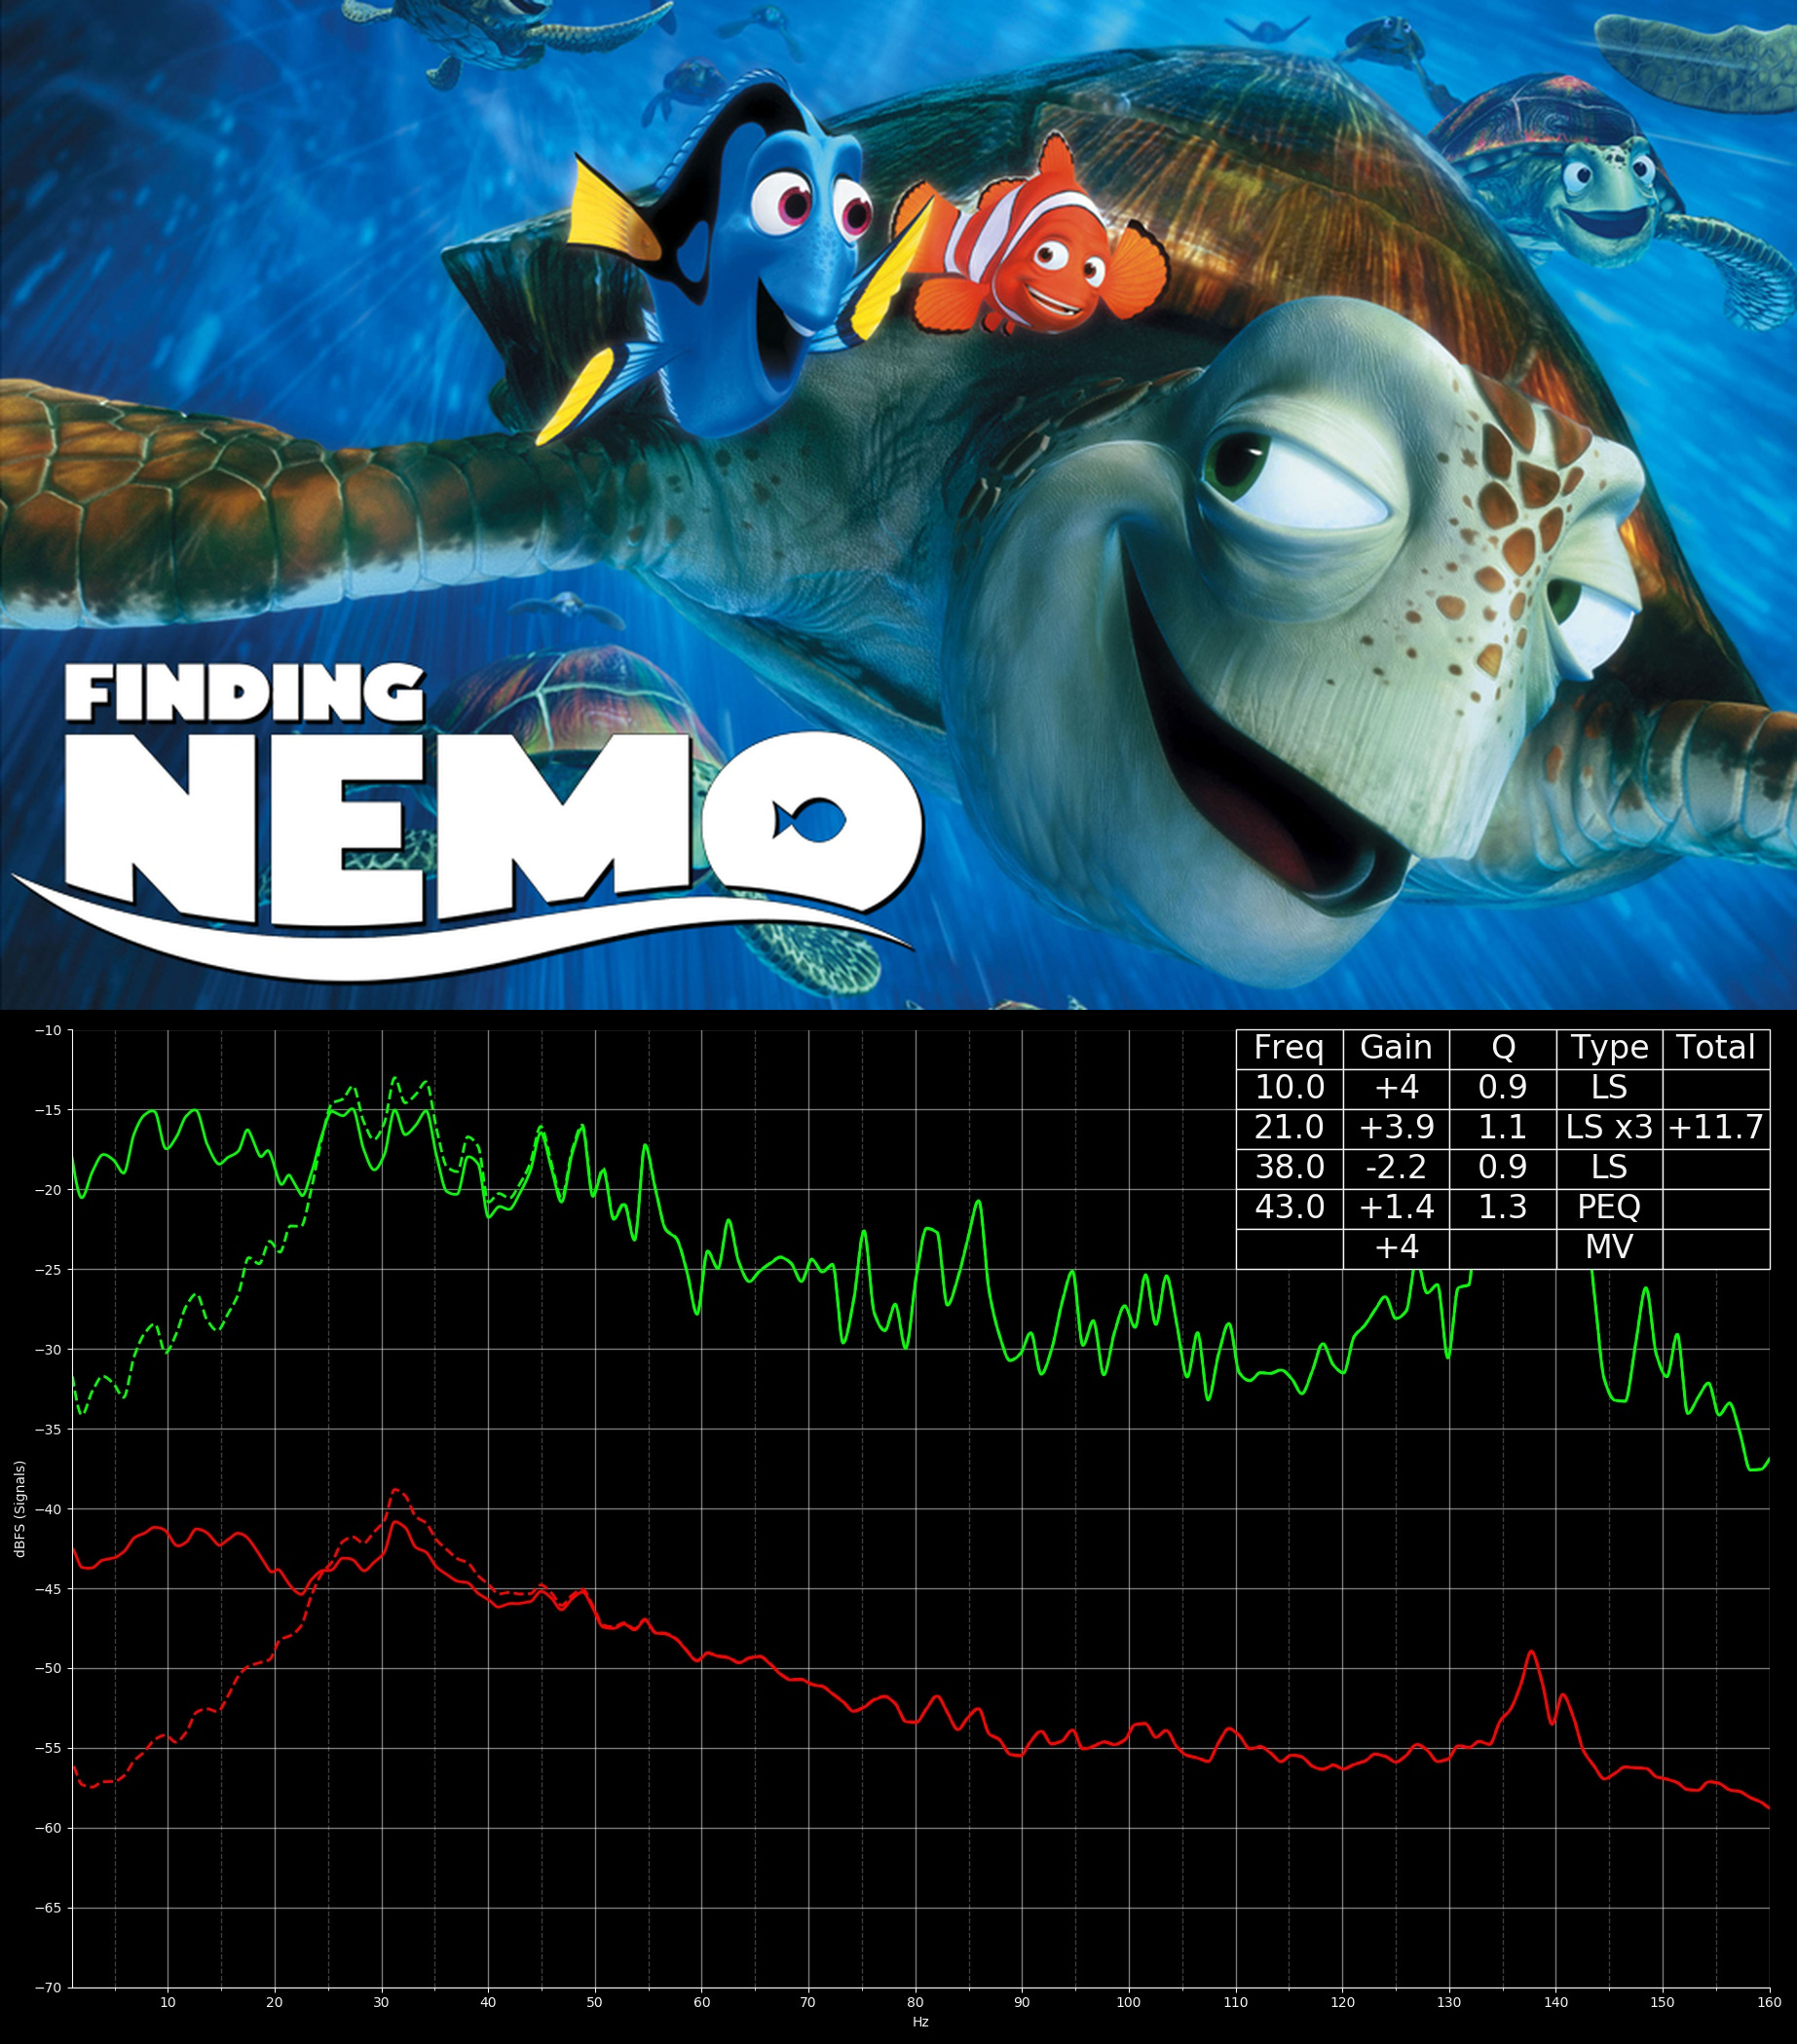 FINDING
NEMO
Freq Gain Q Type Total
10.0 +4 0.9 LS
21.0 +3.9 1.1 LS x3 +11.7
38.0 -2.2 0.9 LS
43.0 +1.4 1.3 PEQ
+4 MV
−10
−15
−20
−25
−30
−35
−40
−45
−50
−55
−60
−65
−70
dBFS (Signals)
10 20 30 40 50 60 70 80 90 100 110 120 130 140 150 160
Hz